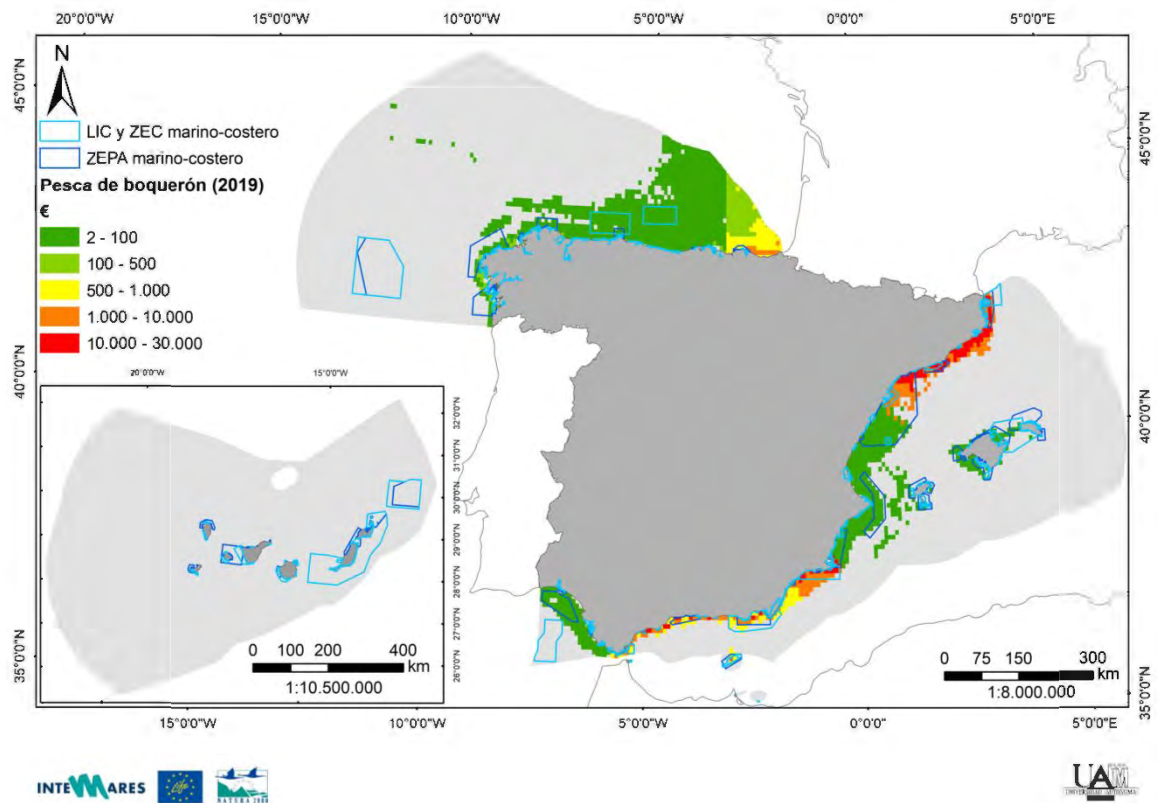 20°0'0"W 15°0'0"W 10°0'0"W 5°0'0"W 0°0'0" 5°0'0"E
45°0'0"N
40°0'0"N
35°0'0"N
45°0'0"N
40°0'0"N
35°0'0"N
N
LIC y ZEC marino-costero
ZEPA marino-costero
Pesca de boquerón (2019)
€
2 - 100
100 - 500
500 - 1.000
1.000 - 10.000
10.000 - 30.000
20°0'0"W 15°0'0"W
32°0'0"N
31°0'0"N
30°0'0"N
29°0'0"N
28°0'0"N
27°0'0"N
26°0'0"N
0 100 200 400
km
1:10.500.000
0 75 150 300
km
1:8.000.000
15°0'0"W 10°0'0"W 5°0'0"W 0°0'0" 5°0'0"E
INTEMARES
Life
NATURA 2000
UAM
UNIVERSIDAD AUTONOMA